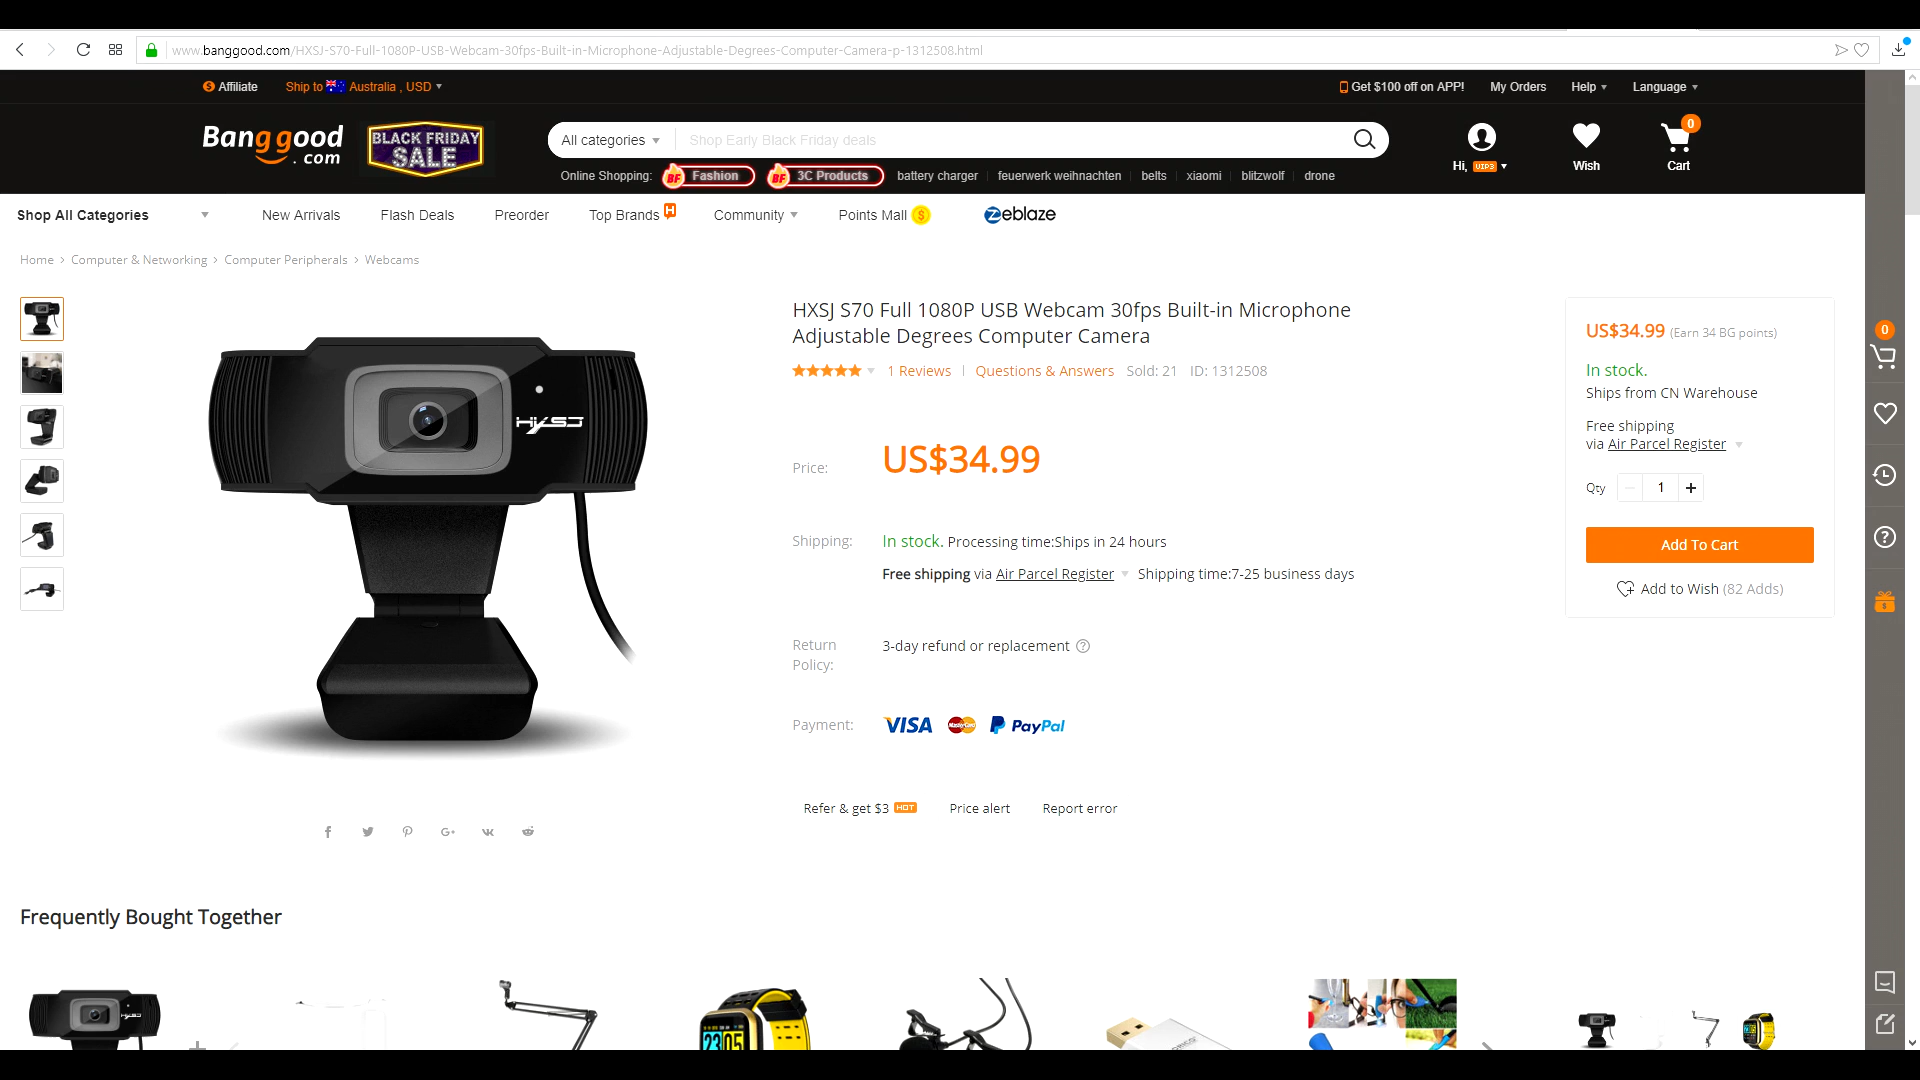 www.banggood.com/HXSJ-S70-Full-1080P-USB-Webcam-30fps-Built-in-Microphone-Adjustable-Degrees-Computer-Camera-p-1312508.html
Affiliate
Ship to Australia , USD
Get $100 off on APP!
My Orders
Help
Language
Banggood.com
BLACK FRIDAY SALE
All categories
Shop Early Black Friday deals
Hi, VIP3
Wish
0
Cart
Online Shopping: BF Fashion BF 3C Products battery charger feuerwerk weihnachten belts xiaomi blitzwolf drone
Shop All Categories
New Arrivals
Flash Deals
Preorder
Top Brands H
Community
Points Mall $
Zeblaze
Home > Computer & Networking > Computer Peripherals > Webcams
HXSJ
HXSJ S70 Full 1080P USB Webcam 30fps Built-in Microphone
Adjustable Degrees Computer Camera
1 Reviews | Questions & Answers Sold: 21 ID: 1312508
Price: US$34.99
Shipping: In stock. Processing time:Ships in 24 hours
Free shipping via Air Parcel Register Shipping time:7-25 business days
Return
Policy:
3-day refund or replacement ?
Payment: VISA MasterCard PayPal
Refer & get $3 HOT
Price alert
Report error
US$34.99 (Earn 34 BG points)
In stock.
Ships from CN Warehouse
Free shipping
via Air Parcel Register
Qty - 1 +
Add To Cart
Add to Wish (82 Adds)
0
Frequently Bought Together
HXSJ
23:05